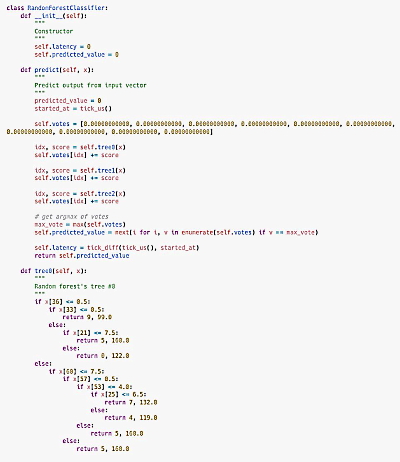 class RandomForestClassifier:
def __init__(self):
"""
Constructor
"""
self.latency = 0
self.predicted_value = 0
def predict(self, x):
"""
Predict output from input vector
"""
predicted_value = 0
started_at = tick_us()
self.votes = [0.00000000000, 0.00000000000, 0.00000000000, 0.00000000000, 0.00000000000, 0.00000000000,
0.00000000000, 0.00000000000, 0.00000000000, 0.00000000000]
idx, score = self.tree0(x)
self.votes[idx] += score
idx, score = self.tree1(x)
self.votes[idx] += score
idx, score = self.tree2(x)
self.votes[idx] += score
# get argmax of votes
max_vote = max(self.votes)
self.predicted_value = next(i for i, v in enumerate(self.votes) if v == max_vote)
self.latency = tick_diff(tick_us(), started_at)
return self.predicted_value
def tree0(self, x):
"""
Random forest's tree #0
"""
if x[36] <= 0.5:
if x[33] <= 0.5:
return 9, 99.0
else:
if x[21] <= 7.5:
return 5, 160.0
else:
return 0, 122.0
else:
if x[60] <= 7.5:
if x[57] <= 0.5:
if x[53] <= 4.0:
if x[25] <= 6.5:
return 7, 132.0
else:
return 4, 119.0
else:
return 5, 160.0
else:
return 5, 160.0